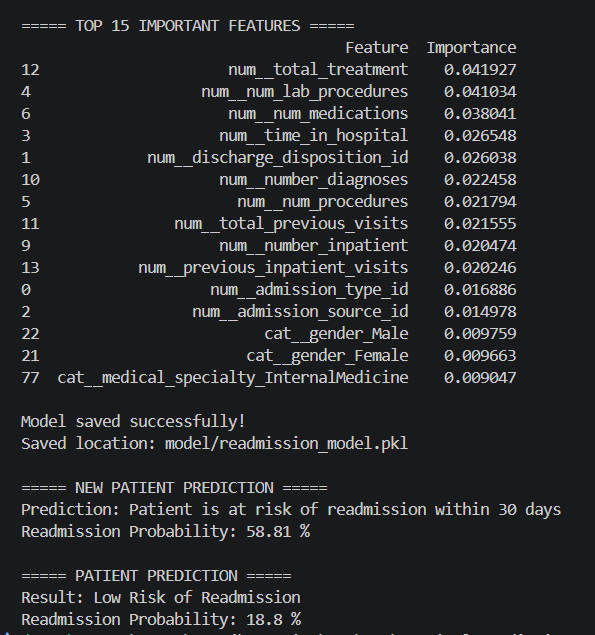 ===== TOP 15 IMPORTANT FEATURES =====
Feature Importance
12 num__total_treatment 0.041927
4 num__num_lab_procedures 0.041034
6 num__num_medications 0.038041
3 num__time_in_hospital 0.026548
1 num__discharge_disposition_id 0.026038
10 num__number_diagnoses 0.022458
5 num__num_procedures 0.021794
11 num__total_previous_visits 0.021555
9 num__number_inpatient 0.020474
13 num__previous_inpatient_visits 0.020246
0 num__admission_type_id 0.016886
2 num__admission_source_id 0.014978
22 cat__gender_Male 0.009759
21 cat__gender_Female 0.009663
77 cat__medical_specialty_InternalMedicine 0.009047
Model saved successfully!
Saved location: model/readmission_model.pkl
===== NEW PATIENT PREDICTION =====
Prediction: Patient is at risk of readmission within 30 days
Readmission Probability: 58.81 %
===== PATIENT PREDICTION =====
Result: Low Risk of Readmission
Readmission Probability: 18.8 %